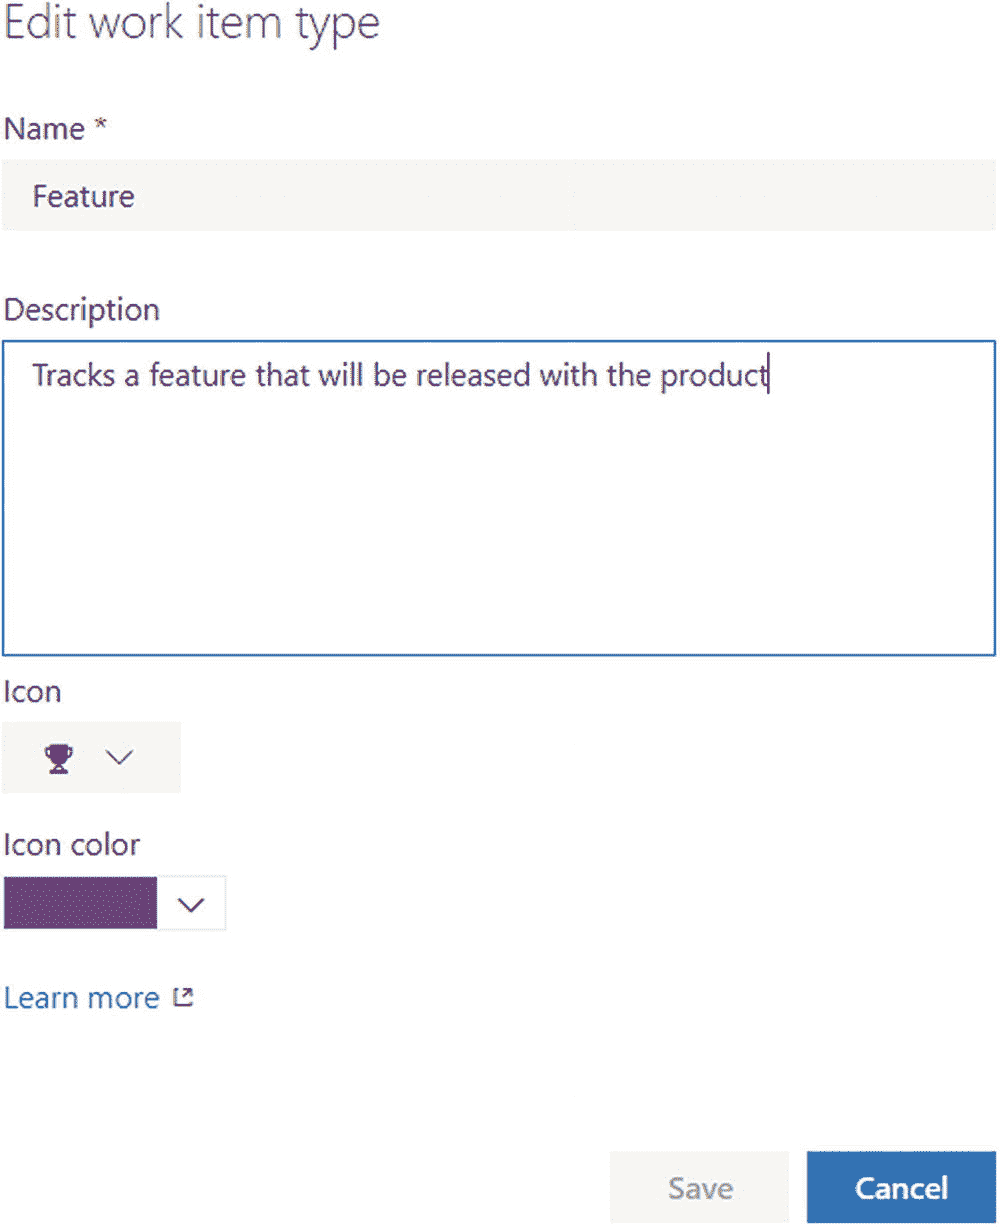 Edit work item type
Name *
Feature
Description
Tracks a feature that will be released with the product
Icon
Icon color
Learn more
Save
Cancel